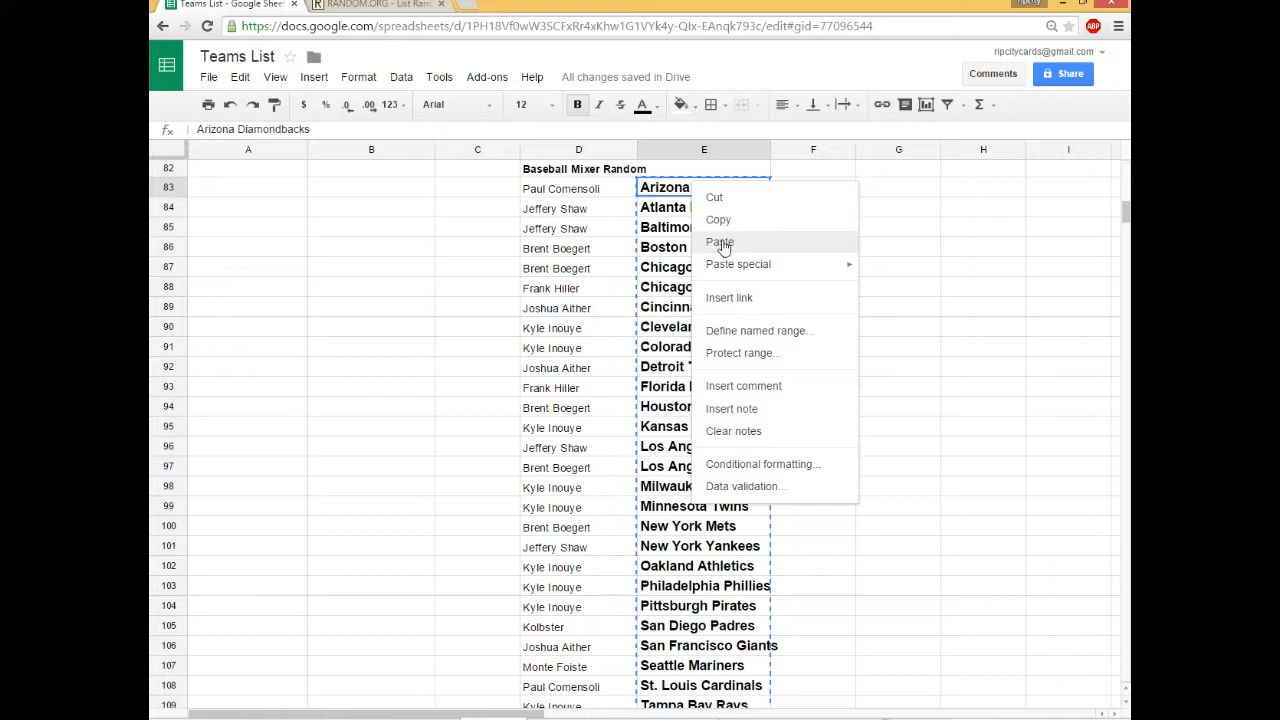 Teams List - Google Sheet
RANDOM.ORG - List Ran
ripcity
https://docs.google.com/spreadsheets/d/1PH18Vf0wW3SCFxRr4xhw1G1VYk4y-QIx-EAnqk793c/edit#gid=77096544
ABP
Teams List
ripcitycards@gmail.com
File Edit View Insert Format Data Tools Add-ons Help All changes saved in Drive
Comments
Share
$ % .0 .00 123 Arial 12 B I S A
fx Arizona Diamondbacks
A B C D E F G H I
82 Baseball Mixer Random
83 Paul Comensoli Arizona
84 Jeffery Shaw Atlanta
85 Jeffery Shaw Baltimo
86 Brent Boegert Boston
87 Brent Boegert Chicago
88 Frank Hiller Chicago
89 Joshua Aither Cincinna
90 Kyle Inouye Clevelan
91 Kyle Inouye Colorad
92 Joshua Aither Detroit
93 Frank Hiller Florida
94 Brent Boegert Houston
95 Kyle Inouye Kansas
96 Jeffery Shaw Los Ang
97 Brent Boegert Los Ang
98 Kyle Inouye Milwauk
99 Kyle Inouye Minnesota Twins
100 Brent Boegert New York Mets
101 Jeffery Shaw New York Yankees
102 Kyle Inouye Oakland Athletics
103 Kyle Inouye Philadelphia Phillies
104 Kyle Inouye Pittsburgh Pirates
105 Kolbster San Diego Padres
106 Joshua Aither San Francisco Giants
107 Monte Foiste Seattle Mariners
108 Paul Comensoli St. Louis Cardinals
109 Kyle Inouye Tampa Bay Rays
Cut
Copy
Paste
Paste special
Insert link
Define named range...
Protect range...
Insert comment
Insert note
Clear notes
Conditional formatting...
Data validation...